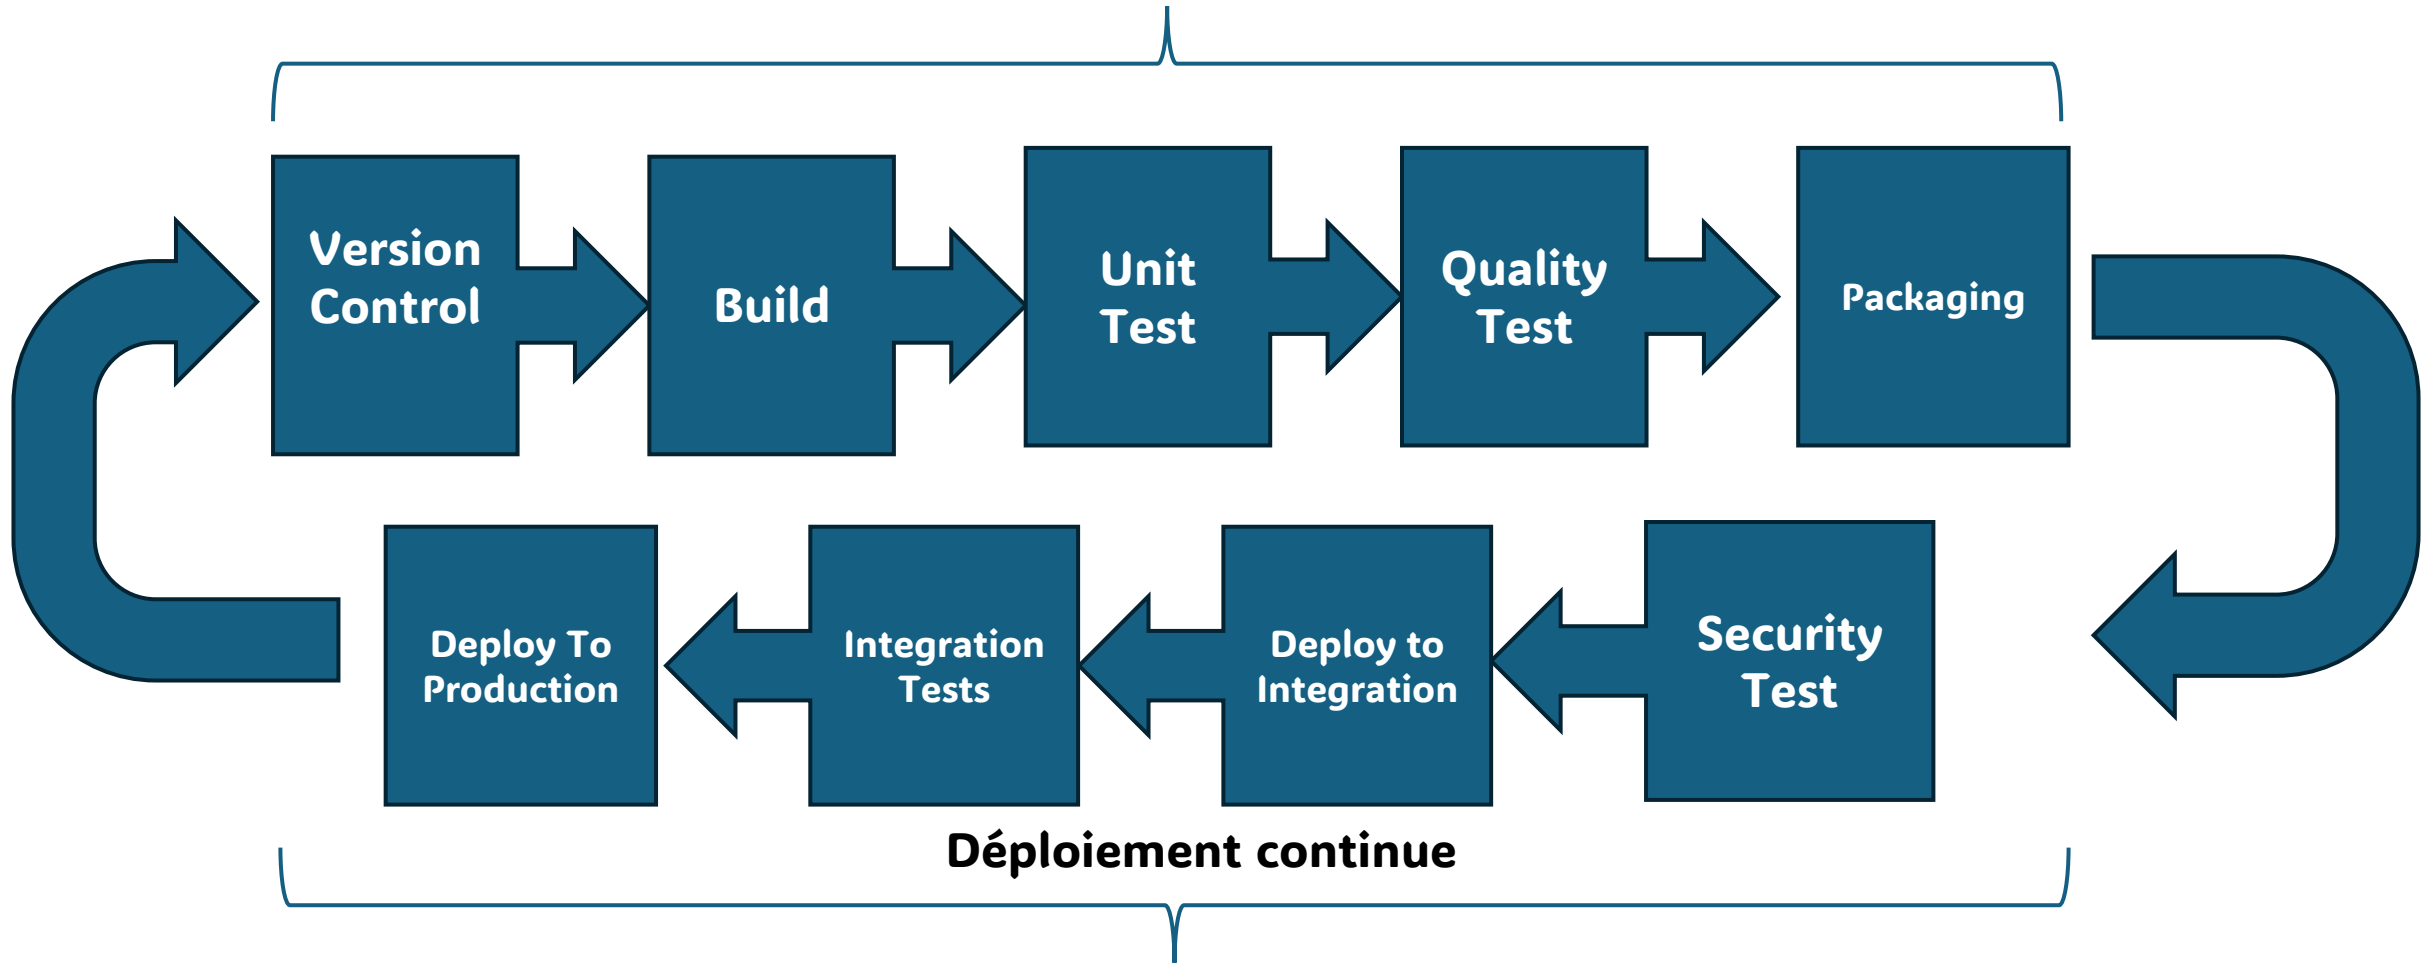 Version
Control
Build
Unit
Test
Quality
Test
Packaging
Security
Test
Deploy to
Integration
Integration
Tests
Deploy To
Production
Déploiement continue